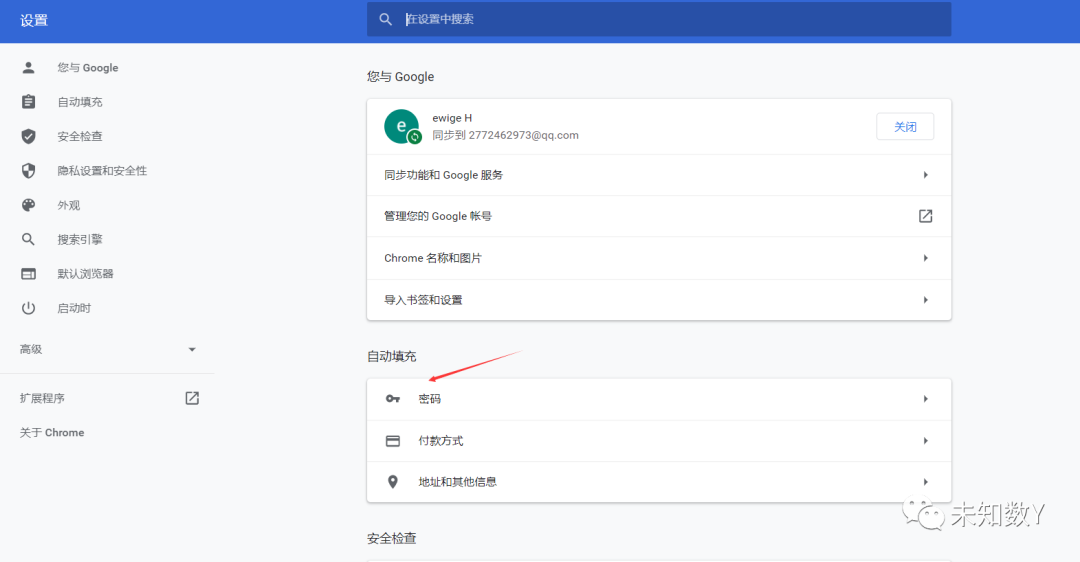 设置
在设置中搜索
您与 Google
自动填充
安全检查
隐私设置和安全性
外观
搜索引擎
默认浏览器
启动时
高级
扩展程序
关于 Chrome
您与 Google
e
ewige H
同步到 2772462973@qq.com
关闭
同步功能和 Google 服务
管理您的 Google 帐号
Chrome 名称和图片
导入书签和设置
自动填充
密码
付款方式
地址和其他信息
未知数Y
安全检查